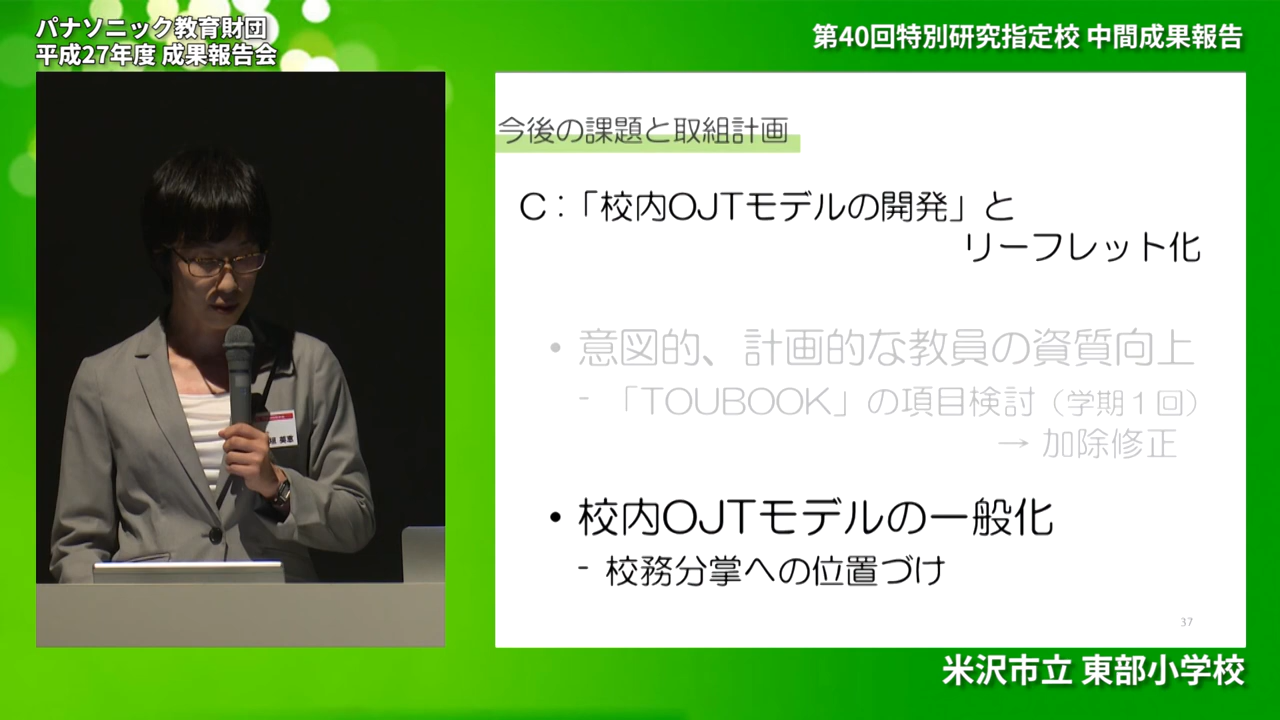 パナソニック教育財団
平成27年度 成果報告会
第40回特別研究指定校 中間成果報告
今後の課題と取組計画
C：「校内OJTモデルの開発」と
リーフレット化
• 意図的、計画的な教員の資質向上
- 「TOUBOOK」の項目検討（学期１回）
→ 加除修正
• 校内OJTモデルの一般化
- 校務分掌への位置づけ
37
米沢市立 東部小学校